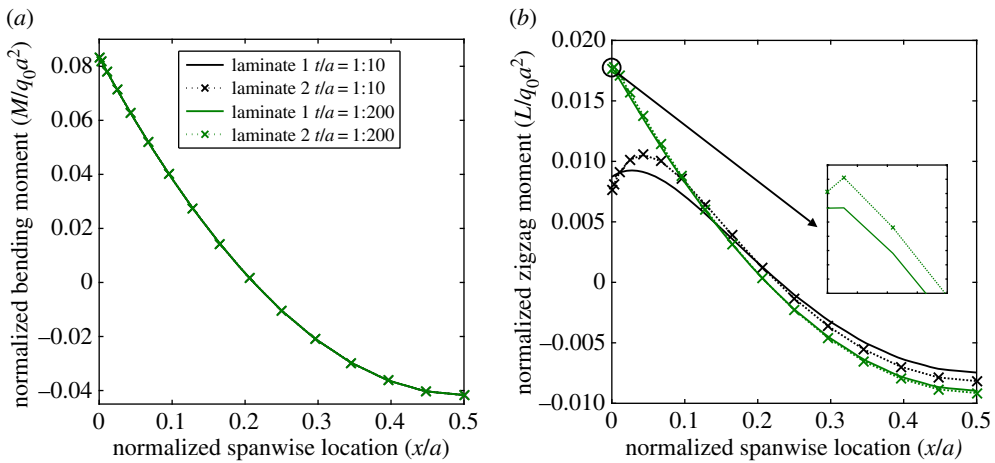 (a)
normalized bending moment (M/q₀a²)
0.08
0.06
0.04
0.02
0
−0.02
−0.04
0
0.1
0.2
0.3
0.4
0.5
normalized spanwise location (x/a)
laminate 1 t/a = 1:10
laminate 2 t/a = 1:10
laminate 1 t/a = 1:200
laminate 2 t/a = 1:200
(b)
normalized zigzag moment (L/q₀a²)
0.020
0.015
0.010
0.005
0
−0.005
−0.010
0
0.1
0.2
0.3
0.4
0.5
normalized spanwise location (x/a)